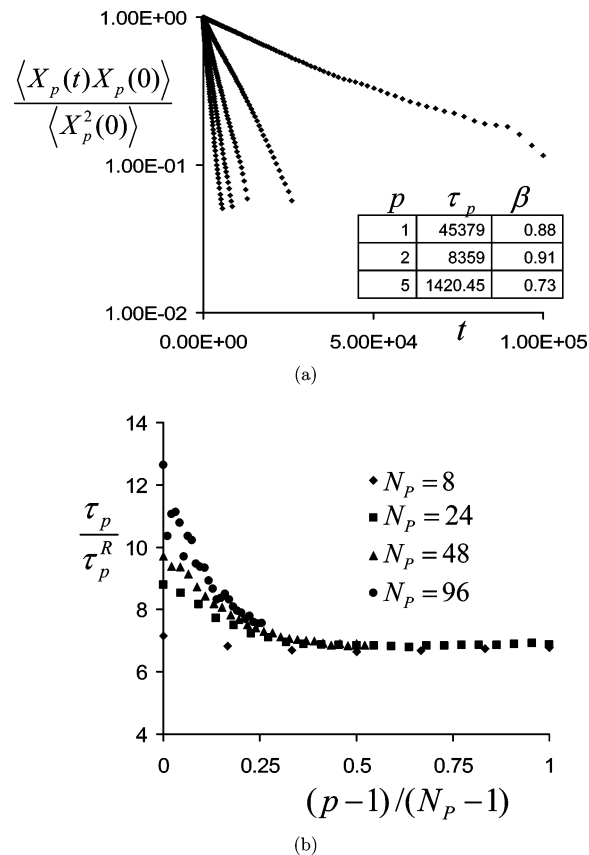 1.00E+00
⟨X_p(t)X_p(0)⟩
⟨X_p^2(0)⟩
1.00E-01
p τ_p β
1 45379 0.88
2 8359 0.91
5 1420.45 0.73
1.00E-02
0.00E+00 5.00E+04 t 1.00E+05
(a)
14
12
10
8
6
4
τ_p
τ_p^R
N_P = 8
N_P = 24
N_P = 48
N_P = 96
0 0.25 0.5 0.75 1
(p−1)/(N_P−1)
(b)